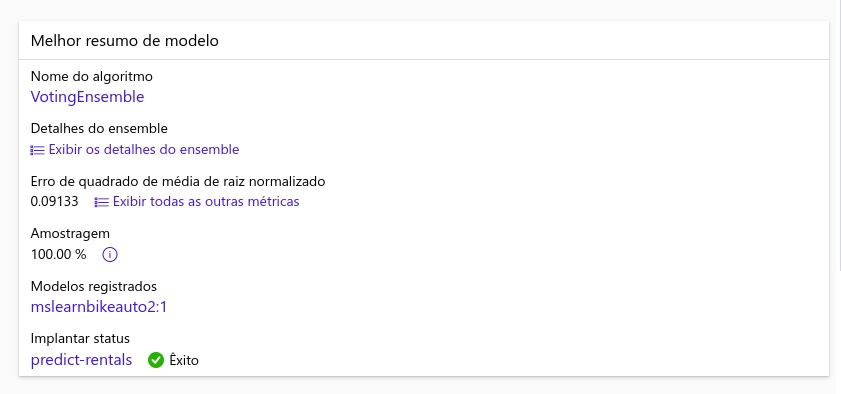 Melhor resumo de modelo
Nome do algoritmo
VotingEnsemble
Detalhes do ensemble
Exibir os detalhes do ensemble
Erro de quadrado de média de raiz normalizado
0.09133 Exibir todas as outras métricas
Amostragem
100.00 %
Modelos registrados
mslearnbikeauto2:1
Implantar status
predict-rentals Êxito